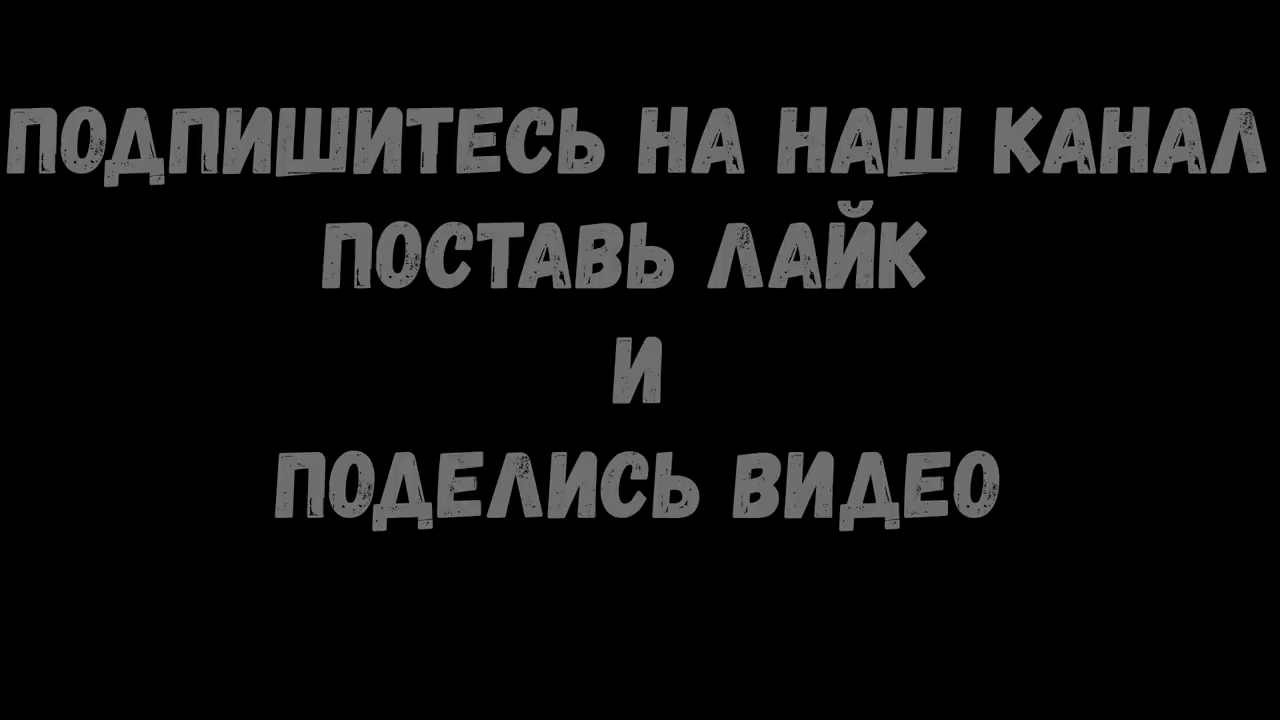 ПОДПИШИТЕСЬ НА НАШ КАНАЛ
ПОСТАВЬ ЛАЙК
И
ПОДЕЛИСЬ ВИДЕО